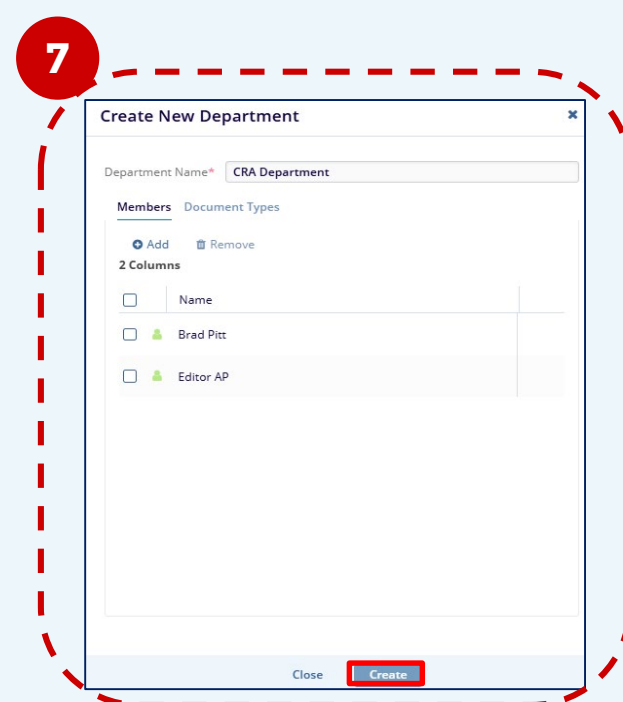 7
Create New Department
Department Name* CRA Department
Members Document Types
Add Remove
2 Columns
Name
Brad Pitt
Editor AP
Close Create